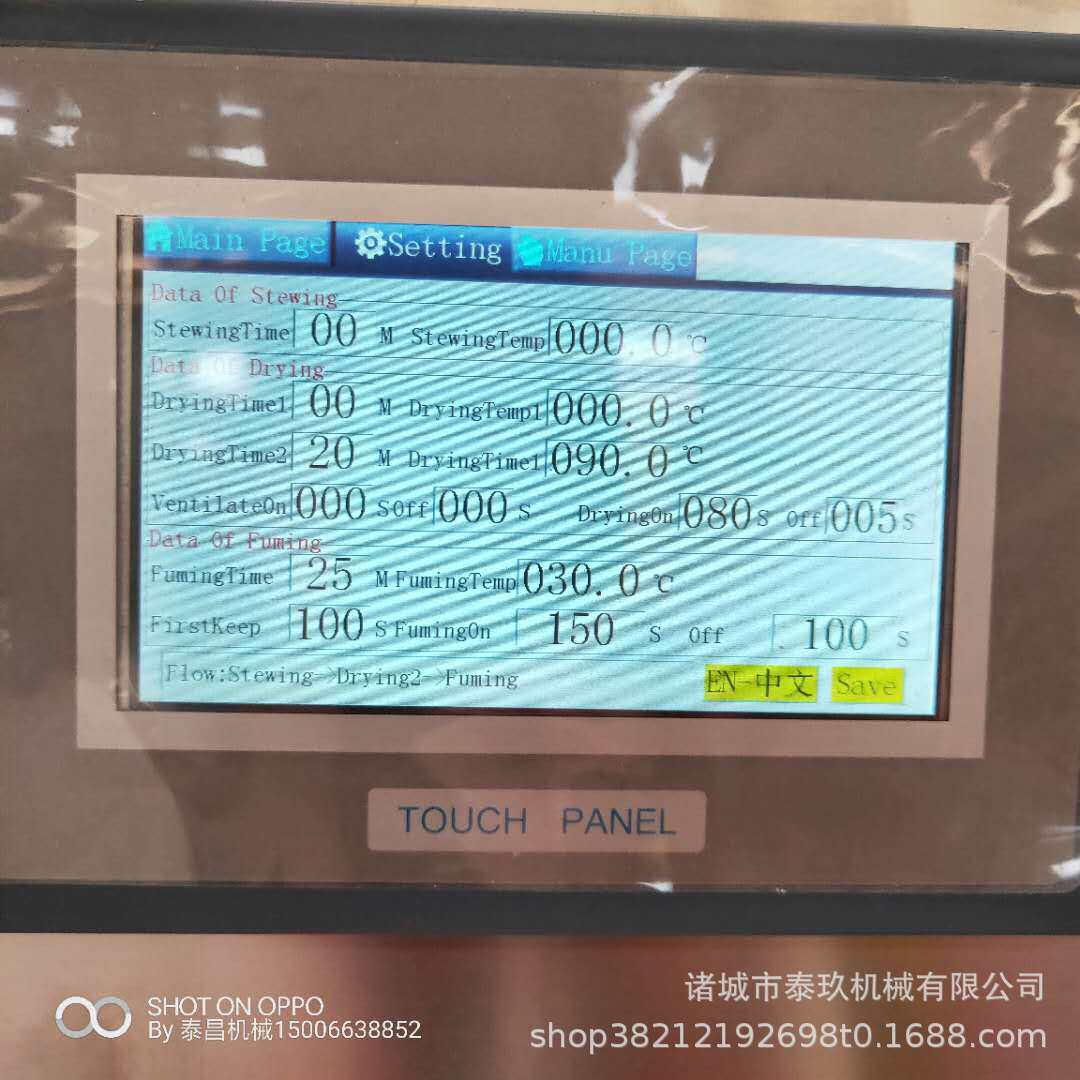 Main Page Setting Manu Page
Data Of Stewing
StewingTime 00 M StewingTemp 000.0 ℃
Data Of Drying
DryingTime1 00 M DryingTemp1 000.0 ℃
DryingTime2 20 M DryingTime1 090.0 ℃
VentilateOn 000 S Off 000 S DryingOn 080 S Off 005 S
Data Of Fuming
FumingTime 25 M FumingTemp 030.0 ℃
FirstKeep 100 S FumingOn 150 S Off 100 S
Flow:Stewing->Drying2->Fuming EN-中文 Save
TOUCH PANEL
诸城市泰玖机械有限公司
SHOT ON OPPO
By 泰昌机械15006638852
shop38212192698t0.1688.com